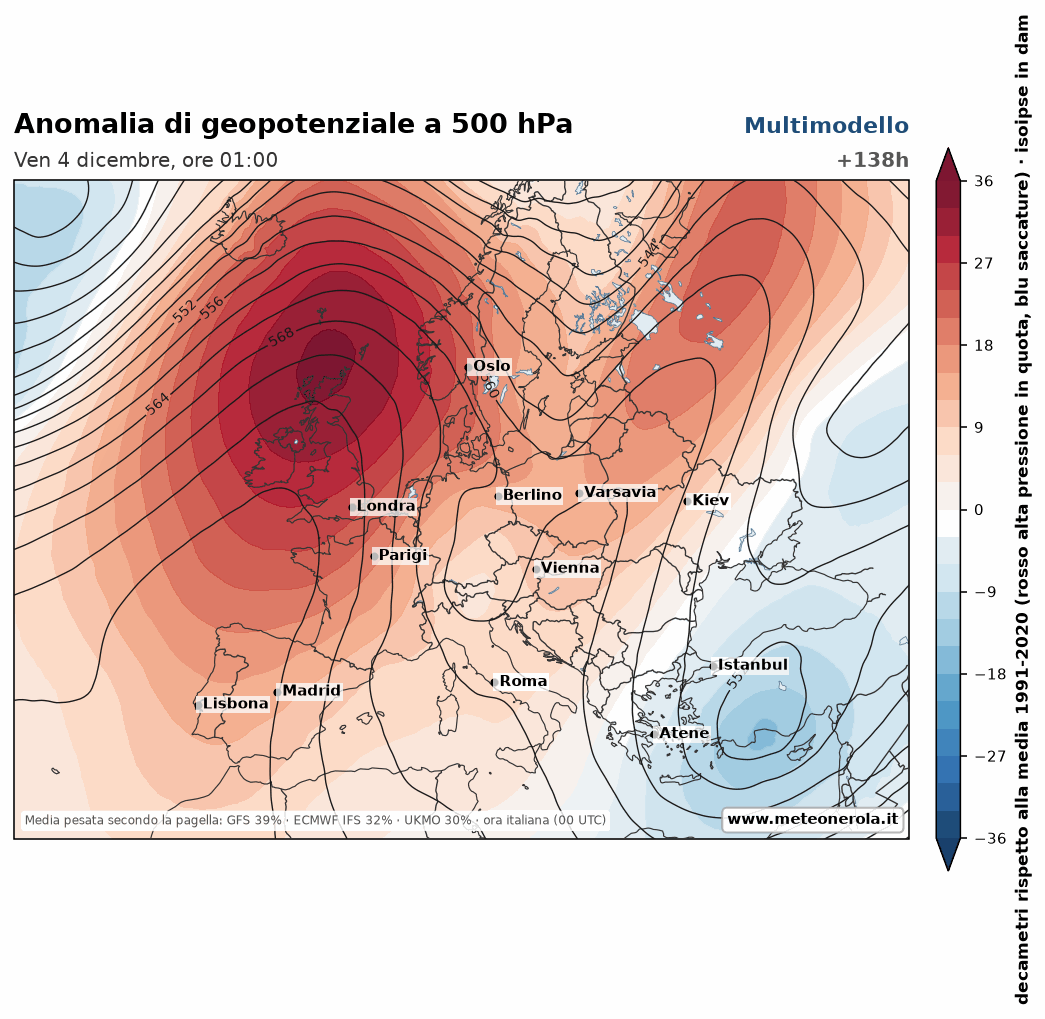 Anomalia di geopotenziale a 500 hPa
Multimodello
Ven 4 dicembre, ore 01:00
+138h
552
556
568
564
544
Oslo
Londra
Berlino
Varsavia
Kiev
Parigi
Vienna
Istanbul
Roma
Madrid
Lisbona
Atene
Media pesata secondo la pagella: GFS 39% · ECMWF IFS 32% · UKMO 30% · ora italiana (00 UTC)
www.meteonerola.it
36
27
18
9
0
−9
−18
−27
−36
decametri rispetto alla media 1991-2020 (rosso alta pressione in quota, blu saccature) · isoipse in dam